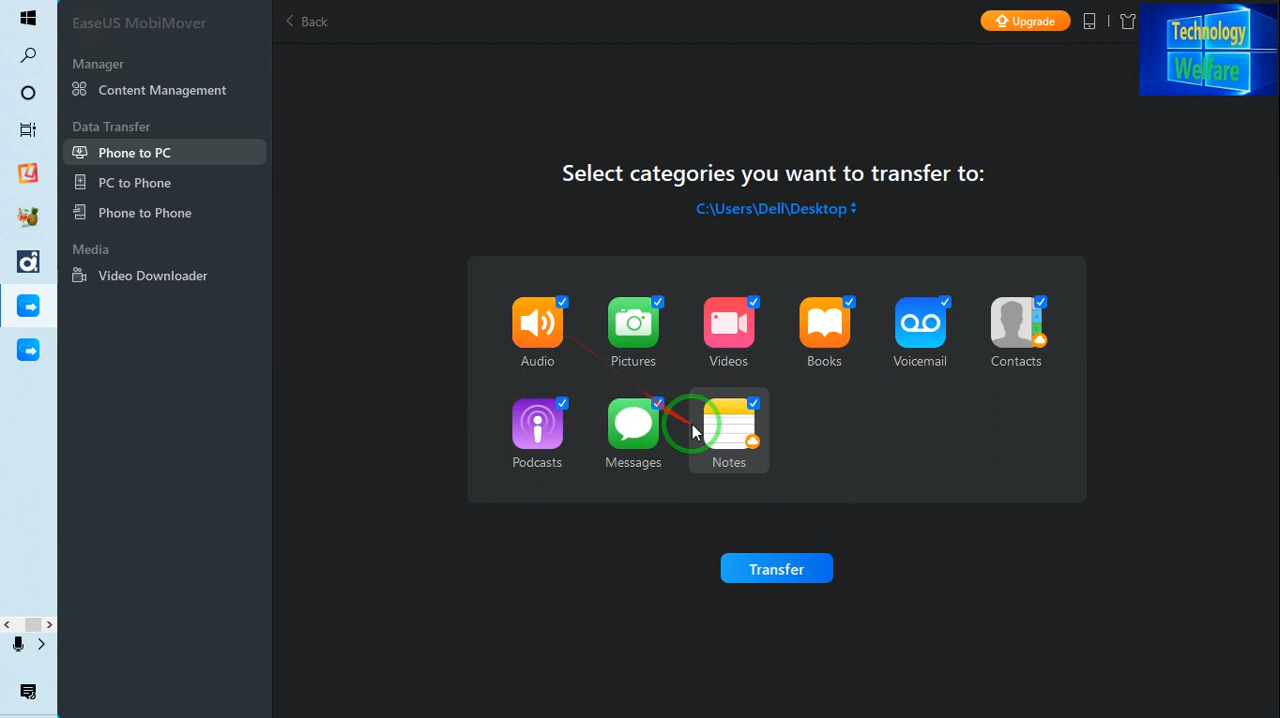 EaseUS MobiMover
Back
Upgrade
Technology
Welfare
Manager
Content Management
Data Transfer
Phone to PC
PC to Phone
Phone to Phone
Media
Video Downloader
Select categories you want to transfer to:
C:\Users\Dell\Desktop
Audio
Pictures
Videos
Books
Voicemail
Contacts
Podcasts
Messages
Notes
Transfer